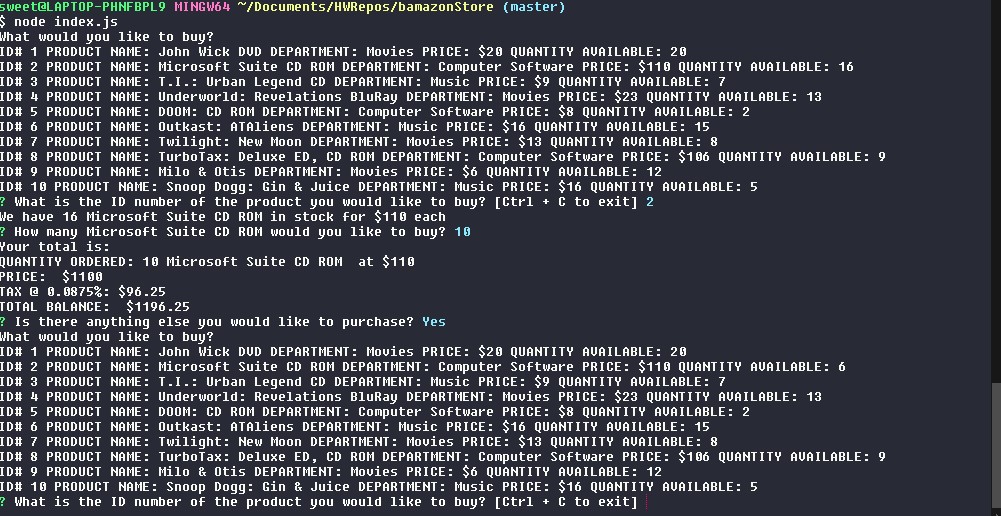 sweet@LAPTOP-PHNFBPL9 MINGW64 ~/Documents/HWRepos/bamazonStore (master)
$ node index.js
What would you like to buy?
ID# 1 PRODUCT NAME: John Wick DVD DEPARTMENT: Movies PRICE: $20 QUANTITY AVAILABLE: 20
ID# 2 PRODUCT NAME: Microsoft Suite CD ROM DEPARTMENT: Computer Software PRICE: $110 QUANTITY AVAILABLE: 16
ID# 3 PRODUCT NAME: T.I.: Urban Legend CD DEPARTMENT: Music PRICE: $9 QUANTITY AVAILABLE: 7
ID# 4 PRODUCT NAME: Underworld: Revelations BluRay DEPARTMENT: Movies PRICE: $23 QUANTITY AVAILABLE: 13
ID# 5 PRODUCT NAME: DOOM: CD ROM DEPARTMENT: Computer Software PRICE: $8 QUANTITY AVAILABLE: 2
ID# 6 PRODUCT NAME: Outkast: ATAliens DEPARTMENT: Music PRICE: $16 QUANTITY AVAILABLE: 15
ID# 7 PRODUCT NAME: Twilight: New Moon DEPARTMENT: Movies PRICE: $13 QUANTITY AVAILABLE: 8
ID# 8 PRODUCT NAME: TurboTax: Deluxe ED, CD ROM DEPARTMENT: Computer Software PRICE: $106 QUANTITY AVAILABLE: 9
ID# 9 PRODUCT NAME: Milo & Otis DEPARTMENT: Movies PRICE: $6 QUANTITY AVAILABLE: 12
ID# 10 PRODUCT NAME: Snoop Dogg: Gin & Juice DEPARTMENT: Music PRICE: $16 QUANTITY AVAILABLE: 5
? What is the ID number of the product you would like to buy? [Ctrl + C to exit] 2
We have 16 Microsoft Suite CD ROM in stock for $110 each
? How many Microsoft Suite CD ROM would you like to buy? 10
Your total is:
QUANTITY ORDERED: 10 Microsoft Suite CD ROM  at $110
PRICE:  $1100
TAX @ 0.0875%: $96.25
TOTAL BALANCE:  $1196.25
? Is there anything else you would like to purchase? Yes
What would you like to buy?
ID# 1 PRODUCT NAME: John Wick DVD DEPARTMENT: Movies PRICE: $20 QUANTITY AVAILABLE: 20
ID# 2 PRODUCT NAME: Microsoft Suite CD ROM DEPARTMENT: Computer Software PRICE: $110 QUANTITY AVAILABLE: 6
ID# 3 PRODUCT NAME: T.I.: Urban Legend CD DEPARTMENT: Music PRICE: $9 QUANTITY AVAILABLE: 7
ID# 4 PRODUCT NAME: Underworld: Revelations BluRay DEPARTMENT: Movies PRICE: $23 QUANTITY AVAILABLE: 13
ID# 5 PRODUCT NAME: DOOM: CD ROM DEPARTMENT: Computer Software PRICE: $8 QUANTITY AVAILABLE: 2
ID# 6 PRODUCT NAME: Outkast: ATAliens DEPARTMENT: Music PRICE: $16 QUANTITY AVAILABLE: 15
ID# 7 PRODUCT NAME: Twilight: New Moon DEPARTMENT: Movies PRICE: $13 QUANTITY AVAILABLE: 8
ID# 8 PRODUCT NAME: TurboTax: Deluxe ED, CD ROM DEPARTMENT: Computer Software PRICE: $106 QUANTITY AVAILABLE: 9
ID# 9 PRODUCT NAME: Milo & Otis DEPARTMENT: Movies PRICE: $6 QUANTITY AVAILABLE: 12
ID# 10 PRODUCT NAME: Snoop Dogg: Gin & Juice DEPARTMENT: Music PRICE: $16 QUANTITY AVAILABLE: 5
? What is the ID number of the product you would like to buy? [Ctrl + C to exit]